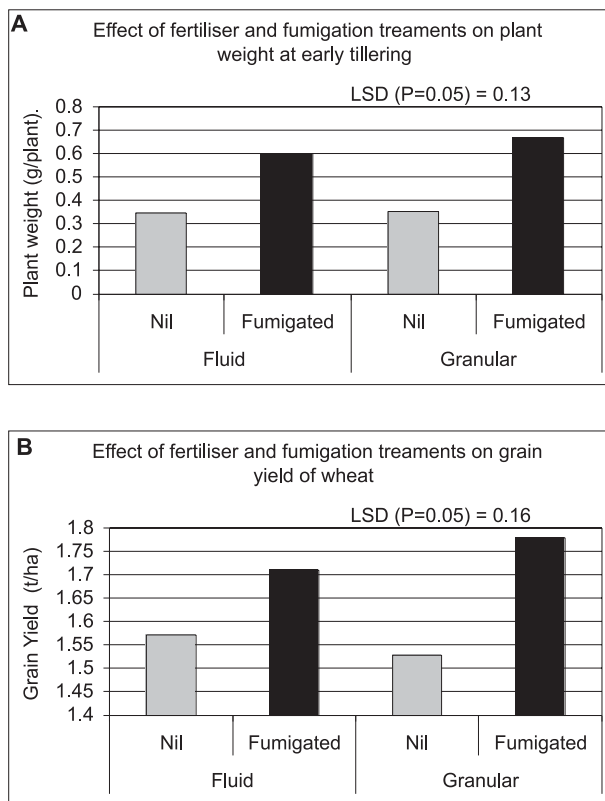 A
Effect of fertiliser and fumigation treaments on plant
weight at early tillering
LSD (P=0.05) = 0.13
Plant weight (g/plant).
0.8
0.7
0.6
0.5
0.4
0.3
0.2
0.1
0
Nil Fumigated Nil Fumigated
Fluid Granular
B
Effect of fertiliser and fumigation treaments on grain
yield of wheat
LSD (P=0.05) = 0.16
Grain Yield (t/ha)
1.8
1.75
1.7
1.65
1.6
1.55
1.5
1.45
1.4
Nil Fumigated Nil Fumigated
Fluid Granular